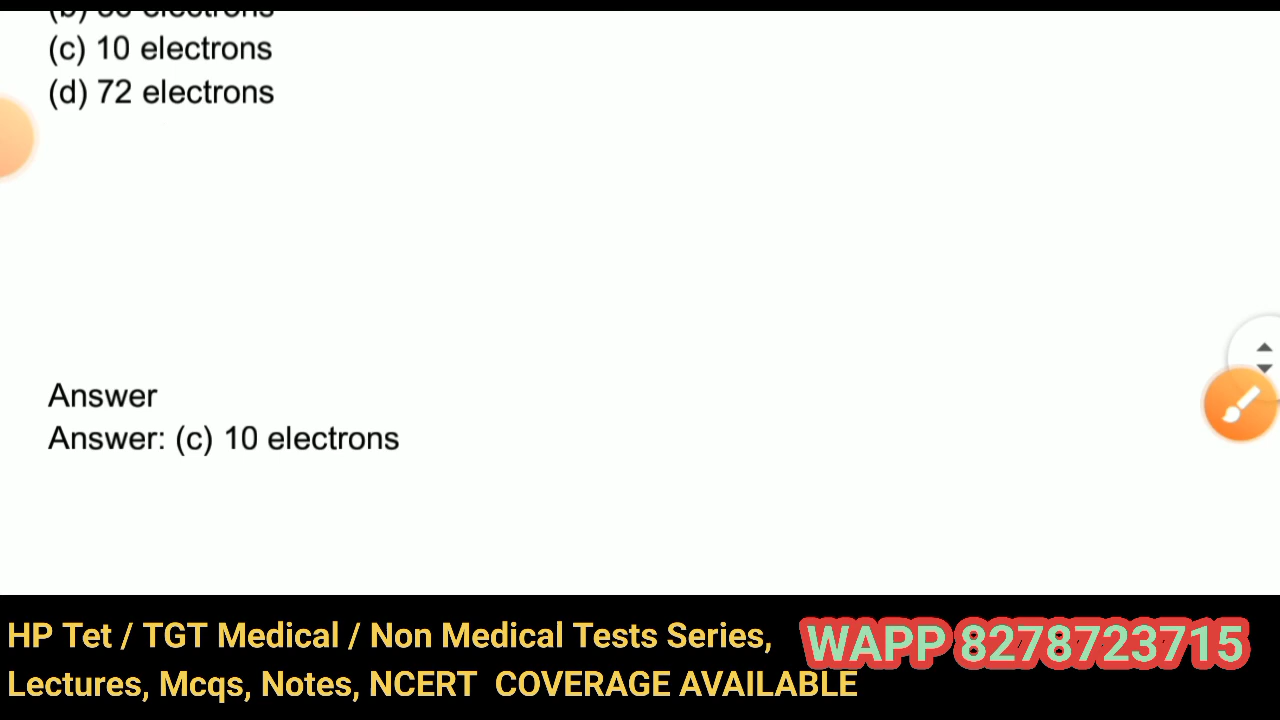 (c) 10 electrons
(d) 72 electrons
Answer
Answer: (c) 10 electrons
HP Tet / TGT Medical / Non Medical Tests Series,
WAPP 8278723715
Lectures, Mcqs, Notes, NCERT COVERAGE AVAILABLE